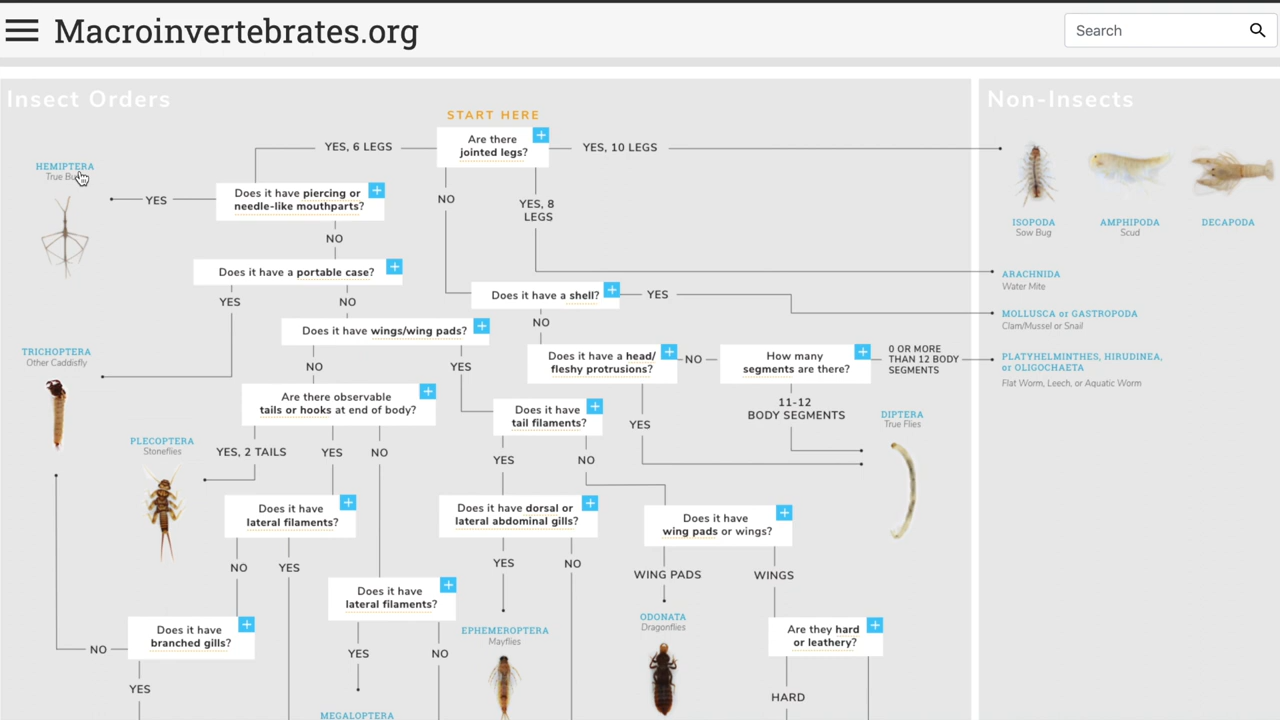 Macroinvertebrates.org
Search
Insect Orders
Non-Insects
START HERE
Are there
jointed legs?
YES, 6 LEGS
YES, 10 LEGS
NO
YES, 8
LEGS
HEMIPTERA
True Bu
YES
Does it have piercing or
needle-like mouthparts?
NO
ISOPODA
Sow Bug
AMPHIPODA
Scud
DECAPODA
Does it have a portable case?
YES
NO
ARACHNIDA
Water Mite
Does it have a shell?
YES
NO
MOLLUSCA or GASTROPODA
Clam/Mussel or Snail
Does it have wings/wing pads?
NO
YES
TRICHOPTERA
Other Caddisfly
Does it have a head/
fleshy protrusions?
NO
YES
How many
segments are there?
0 OR MORE
THAN 12 BODY
SEGMENTS
PLATYHELMINTHES, HIRUDINEA,
or OLIGOCHAETA
Flat Worm, Leech, or Aquatic Worm
11-12
BODY SEGMENTS
DIPTERA
True Flies
Are there observable
tails or hooks at end of body?
YES, 2 TAILS
YES
NO
Does it have
tail filaments?
YES
NO
PLECOPTERA
Stoneflies
Does it have
lateral filaments?
NO
YES
Does it have dorsal or
lateral abdominal gills?
YES
NO
Does it have
wing pads or wings?
WING PADS
WINGS
Does it have
lateral filaments?
YES
NO
EPHEMEROPTERA
Mayflies
ODONATA
Dragonflies
Are they hard
or leathery?
HARD
Does it have
branched gills?
NO
YES
MEGALOPTERA